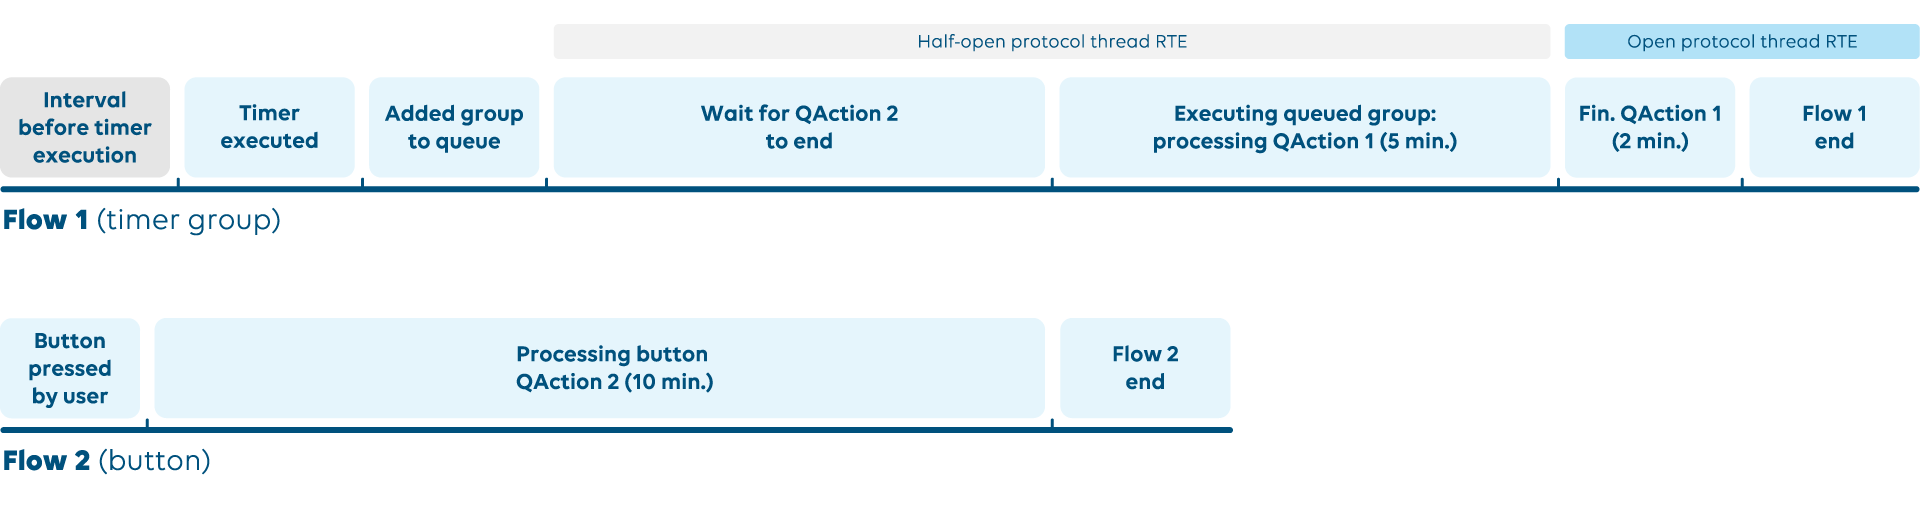 Half-open protocol thread RTE
Open protocol thread RTE
Interval
before timer
execution
Timer
executed
Added group
to queue
Wait for QAction 2
to end
Executing queued group:
processing QAction 1 (5 min.)
Fin. QAction 1
(2 min.)
Flow 1
end
Flow 1 (timer group)
Button
pressed
by user
Processing button
QAction 2 (10 min.)
Flow 2
end
Flow 2 (button)